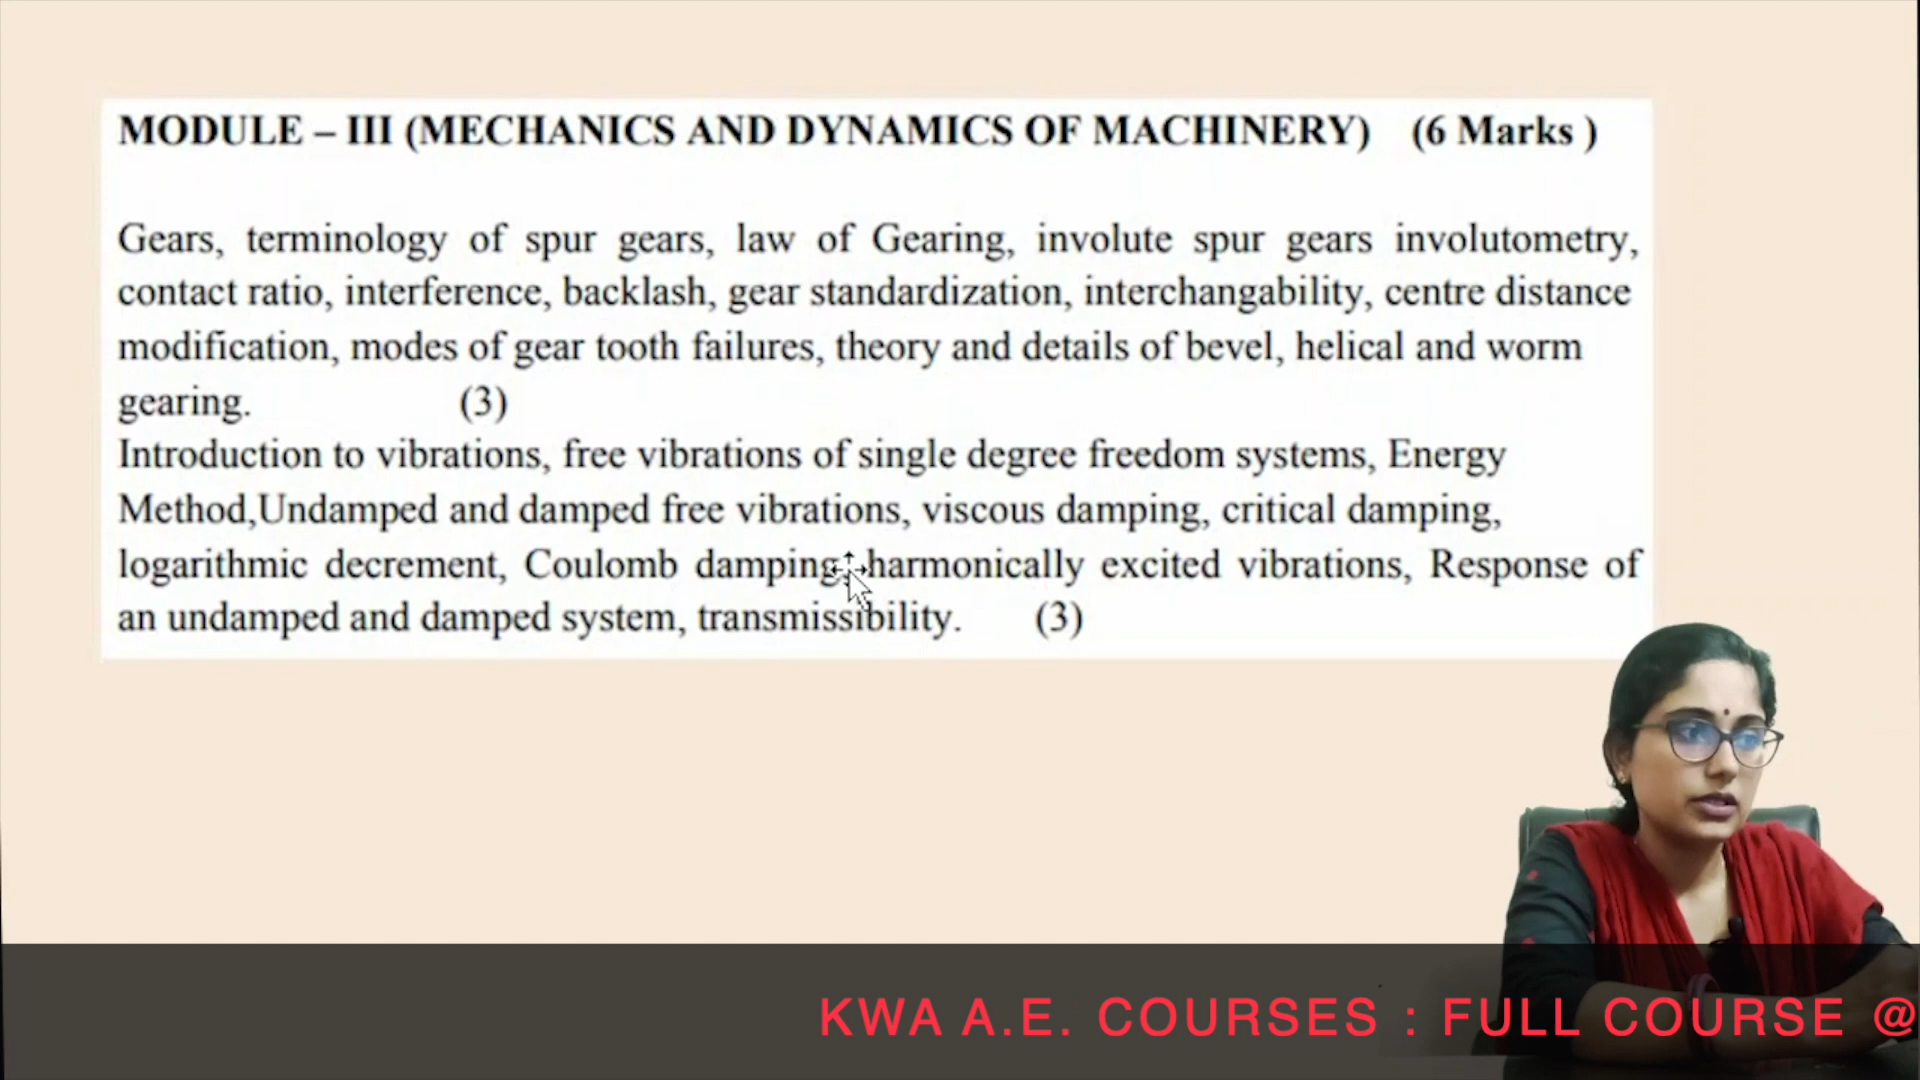 MODULE – III (MECHANICS AND DYNAMICS OF MACHINERY) (6 Marks )
Gears, terminology of spur gears, law of Gearing, involute spur gears involutometry,
contact ratio, interference, backlash, gear standardization, interchangability, centre distance
modification, modes of gear tooth failures, theory and details of bevel, helical and worm
gearing. (3)
Introduction to vibrations, free vibrations of single degree freedom systems, Energy
Method,Undamped and damped free vibrations, viscous damping, critical damping,
logarithmic decrement, Coulomb damping, harmonically excited vibrations, Response of
an undamped and damped system, transmissibility. (3)
KWA A.E. COURSES : FULL COURSE @